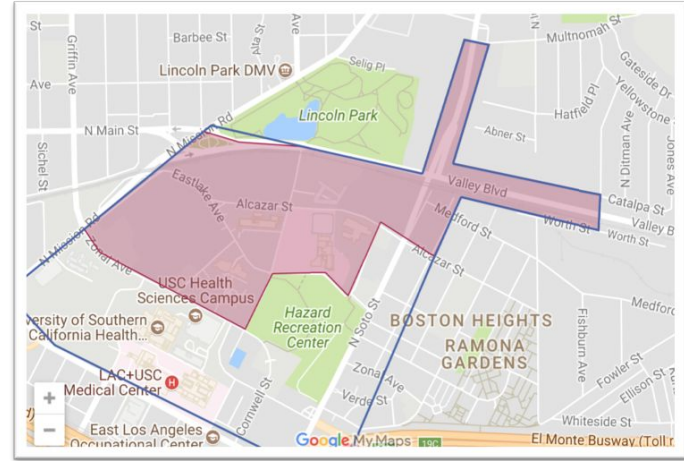 Multnomah St
Barbee St
Alta St
Ave
Griffin Ave
Selig Pl
Lincoln Park DMV
Gateside Dr
Yellowstone
Ave
Hatfield Pl
Lincoln Park
N Main St
N Mission Rd
Abner St
N Ditman Ave
Jones Ave
Sichel St
Eastlake Ave
Valley Blvd
Alcazar St
Catalpa St
Medford St
Worth St
Valley B
Worth St
N Mission Rd
Zonal Ave
Alcazar St
USC Health
Sciences Campus
Medford
versity of Southern
California Health...
Hazard
Recreation
Center
N Soto St
BOSTON HEIGHTS
RAMONA
GARDENS
Fishburn Ave
LAC+USC
Medical Center
H
Zonal Ave
Fowler St
Ellison St
+
Cornwell St
Verde St
−
Whiteside St
East Los Angeles
Occupational Center
Google My Maps
19C
El Monte Busway (Toll r